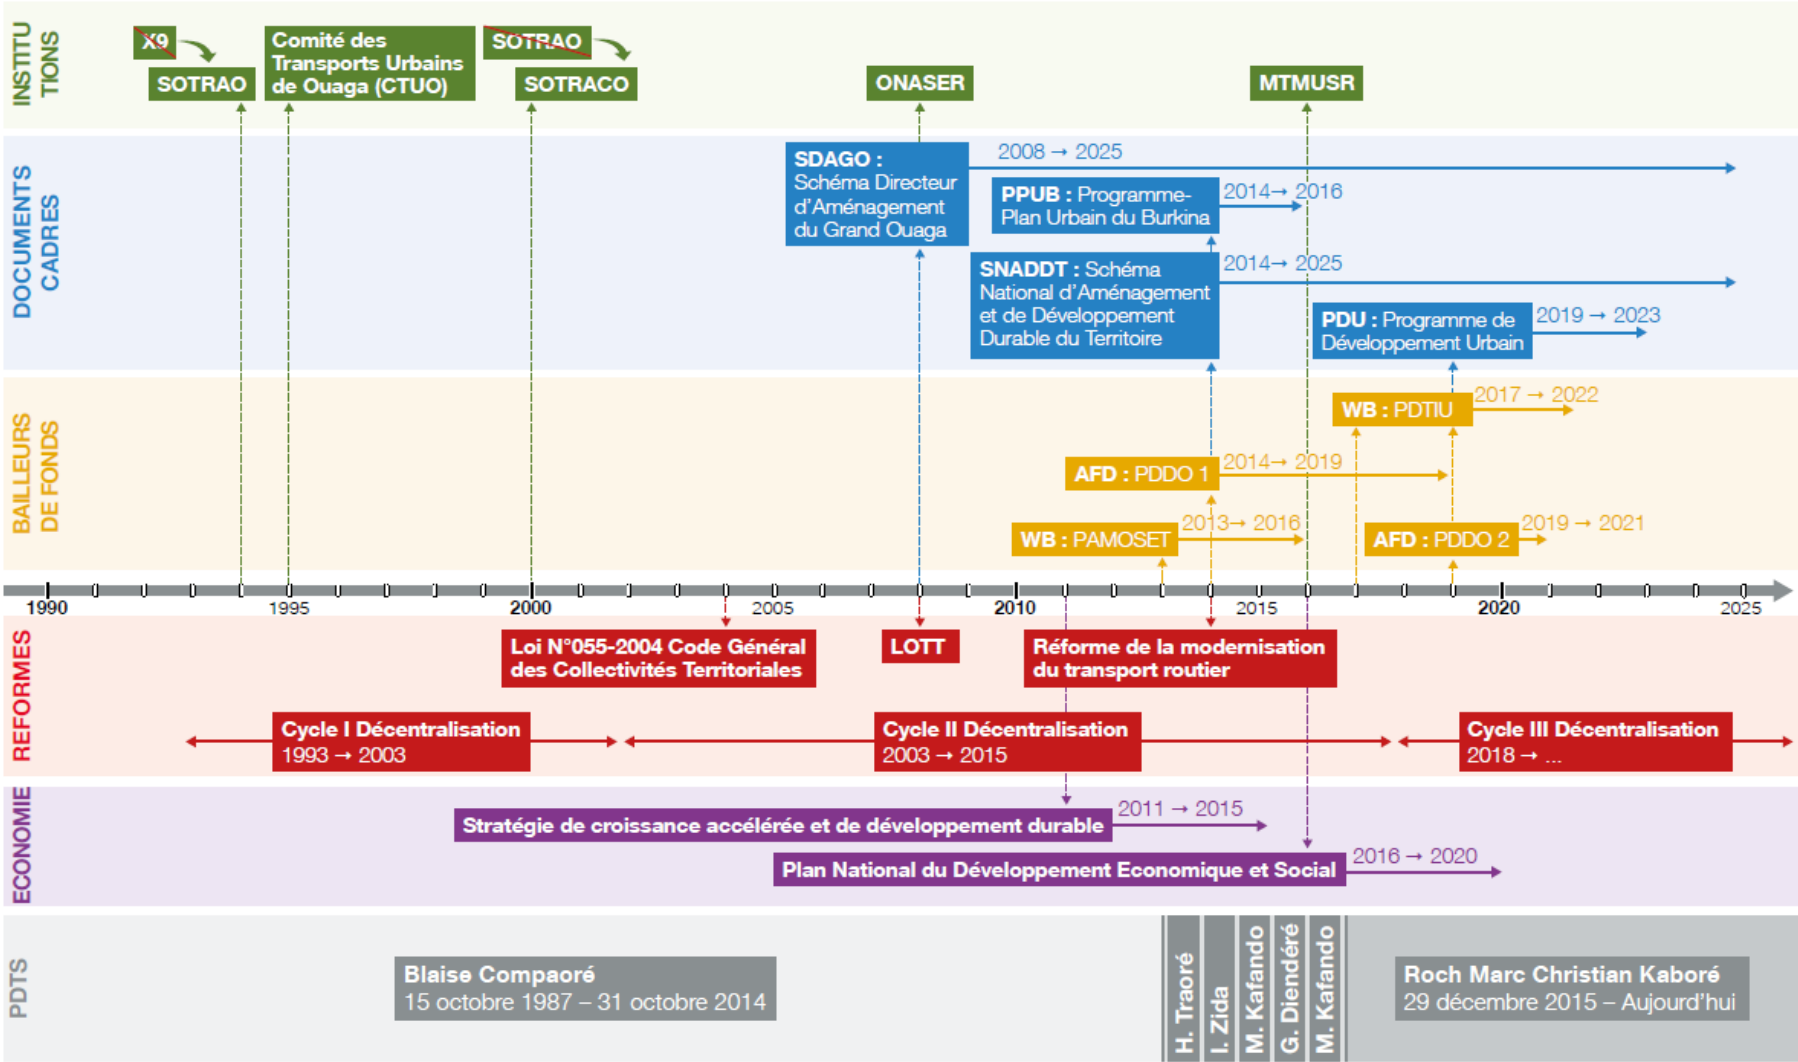 INSTITU
TIONS
X9
SOTRAO
Comité des
Transports Urbains
de Ouaga (CTUO)
SOTRAO
SOTRACO
ONASER
MTMUSR
DOCUMENTS
CADRES
SDAGO :
Schéma Directeur
d'Aménagement
du Grand Ouaga
2008 → 2025
PPUB : Programme-
Plan Urbain du Burkina
2014→ 2016
SNADDT : Schéma
National d'Aménagement
et de Développement
Durable du Territoire
2014→ 2025
PDU : Programme de
Développement Urbain
2019 → 2023
BAILLEURS
DE FONDS
WB : PDTIU
2017 → 2022
AFD : PDDO 1
2014→ 2019
WB : PAMOSET
2013→ 2016
AFD : PDDO 2
2019 → 2021
1990
1995
2000
2005
2010
2015
2020
2025
REFORMES
Loi N°055-2004 Code Général
des Collectivités Territoriales
LOTT
Réforme de la modernisation
du transport routier
Cycle I Décentralisation
1993 → 2003
Cycle II Décentralisation
2003 → 2015
Cycle III Décentralisation
2018 → ...
ECONOMIE
Stratégie de croissance accélérée et de développement durable
2011 → 2015
Plan National du Développement Economique et Social
2016 → 2020
PDTS
Blaise Compaoré
15 octobre 1987 – 31 octobre 2014
H. Traoré
I. Zida
M. Kafando
G. Diendéré
M. Kafando
Roch Marc Christian Kaboré
29 décembre 2015 – Aujourd'hui